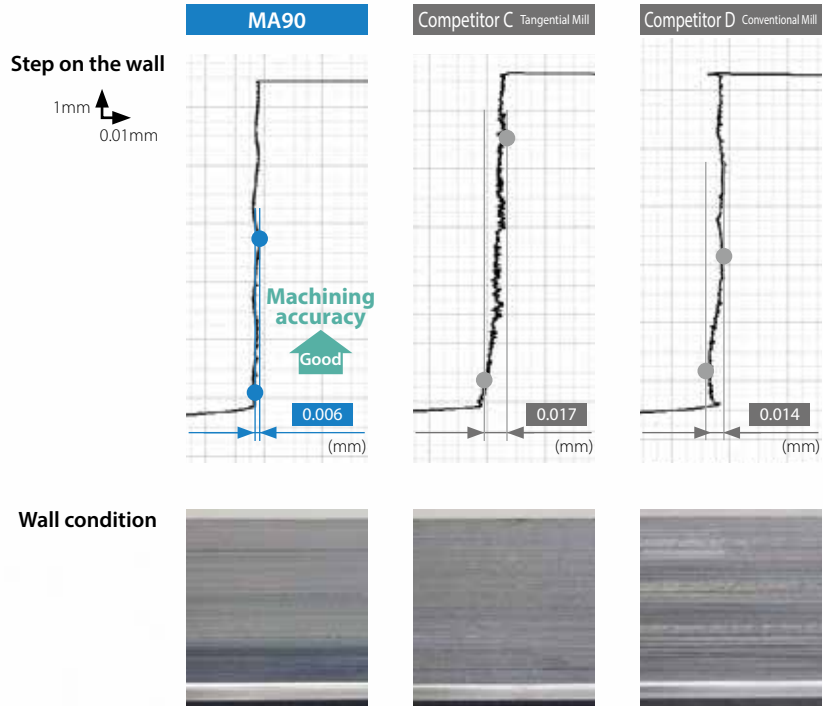 MA90
Competitor C Tangential Mill
Competitor D Conventional Mill
Step on the wall
1mm
0.01mm
Machining
accuracy
Good
0.006
0.017
0.014
(mm)
(mm)
(mm)
Wall condition